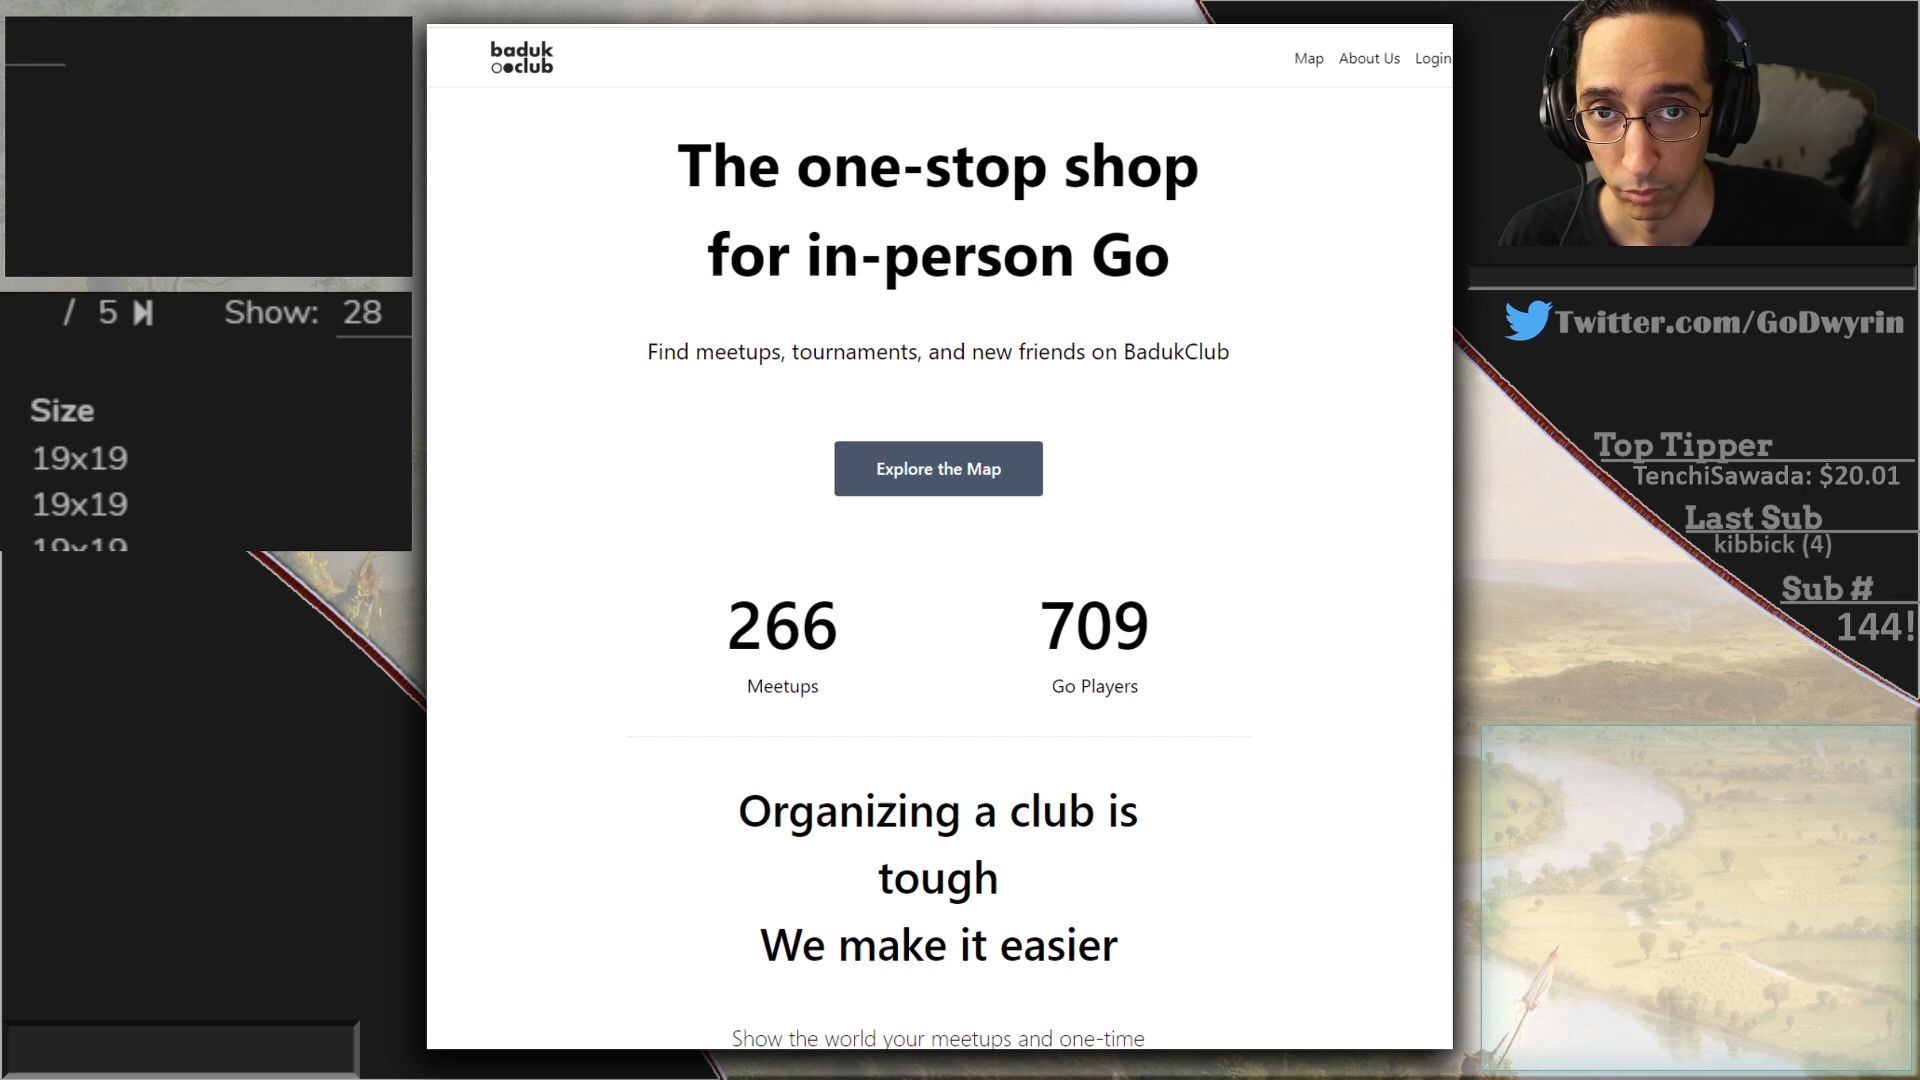 / 5
Show: 28
Size
19x19
19x19
19x19
baduk
club
Map
About Us
Login
The one-stop shop
for in-person Go
Find meetups, tournaments, and new friends on BadukClub
Explore the Map
266
Meetups
709
Go Players
Organizing a club is
tough
We make it easier
Show the world your meetups and one-time
Twitter.com/GoDwyrin
Top Tipper
TenchiSawada: $20.01
Last Sub
kibbick (4)
Sub #
144!